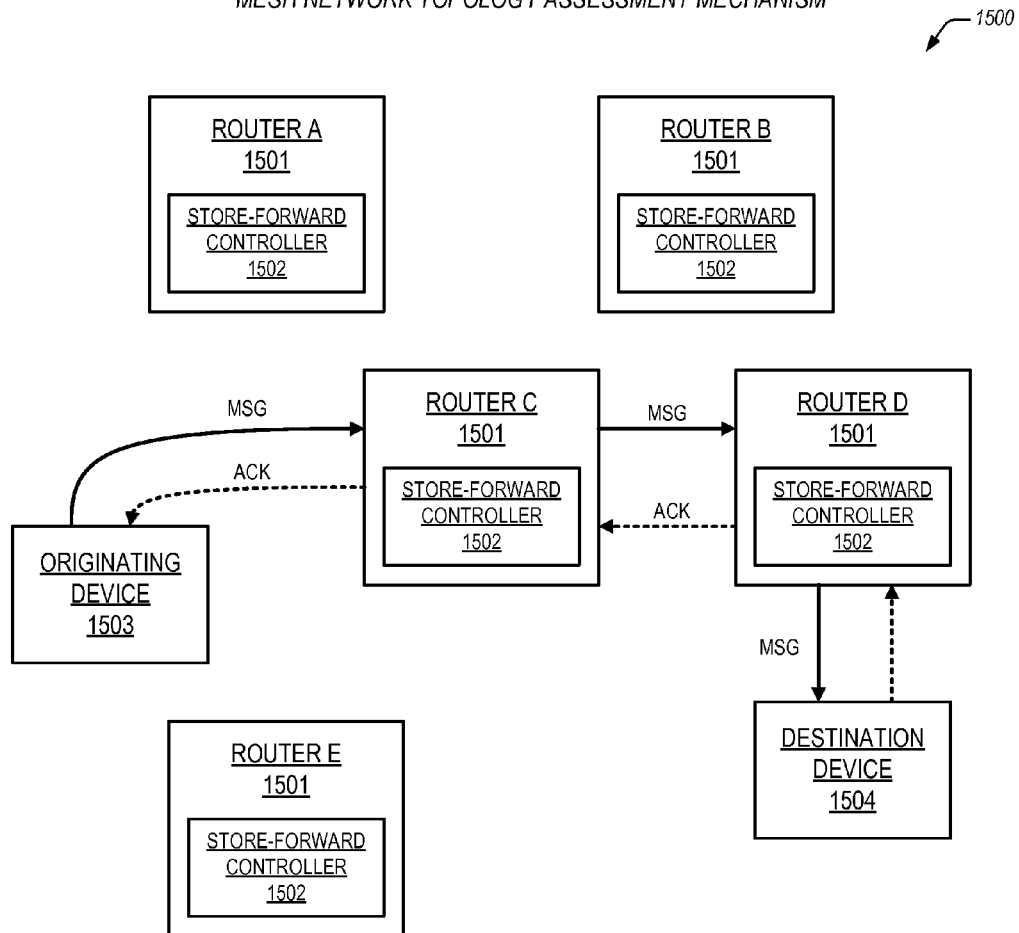 MESH NETWORK TOPOLOGY ASSESSMENT MECHANISM
1500
ROUTER A
1501
STORE-FORWARD
CONTROLLER
1502
ROUTER B
1501
STORE-FORWARD
CONTROLLER
1502
MSG
ROUTER C
1501
STORE-FORWARD
CONTROLLER
1502
MSG
ROUTER D
1501
STORE-FORWARD
CONTROLLER
1502
ACK
ACK
ORIGINATING
DEVICE
1503
MSG
DESTINATION
DEVICE
1504
ROUTER E
1501
STORE-FORWARD
CONTROLLER
1502